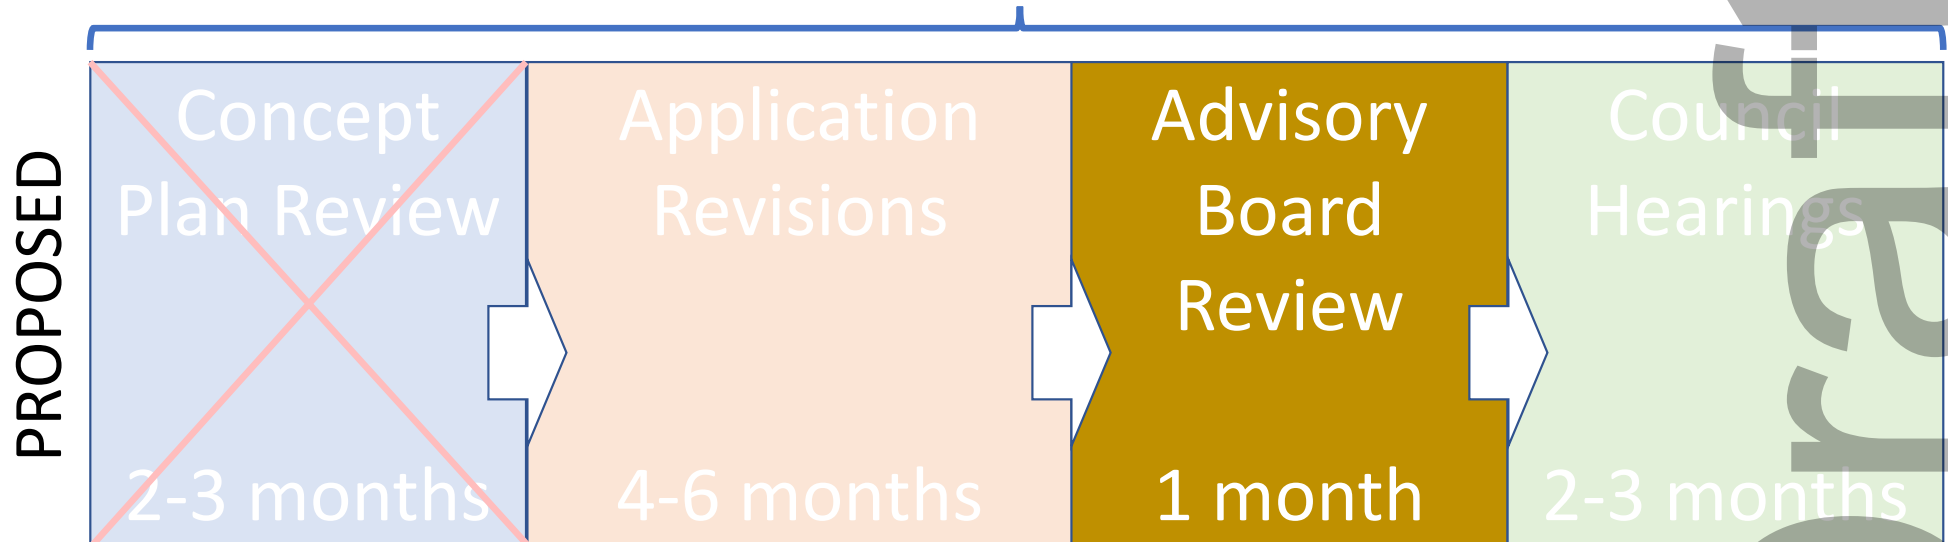 PROPOSED
Concept
Plan Review
2-3 months
Application
Revisions
4-6 months
Advisory
Board
Review
1 month
Council
Hearings
2-3 months